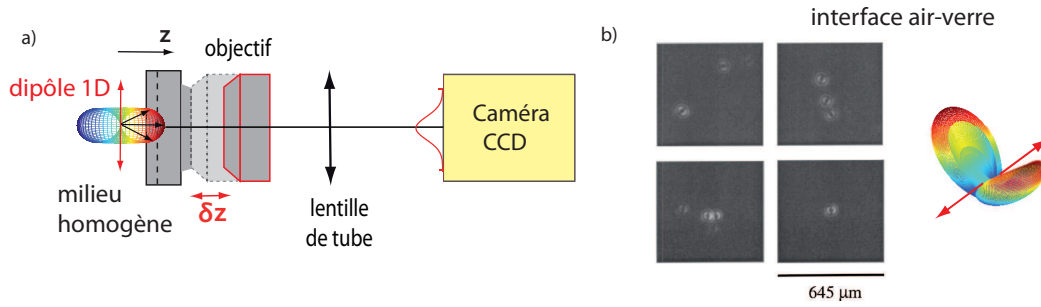 a)
z
objectif
dipôle 1D
milieu
homogène
δz
lentille
de tube
Caméra
CCD
b)
interface air-verre
645 μm